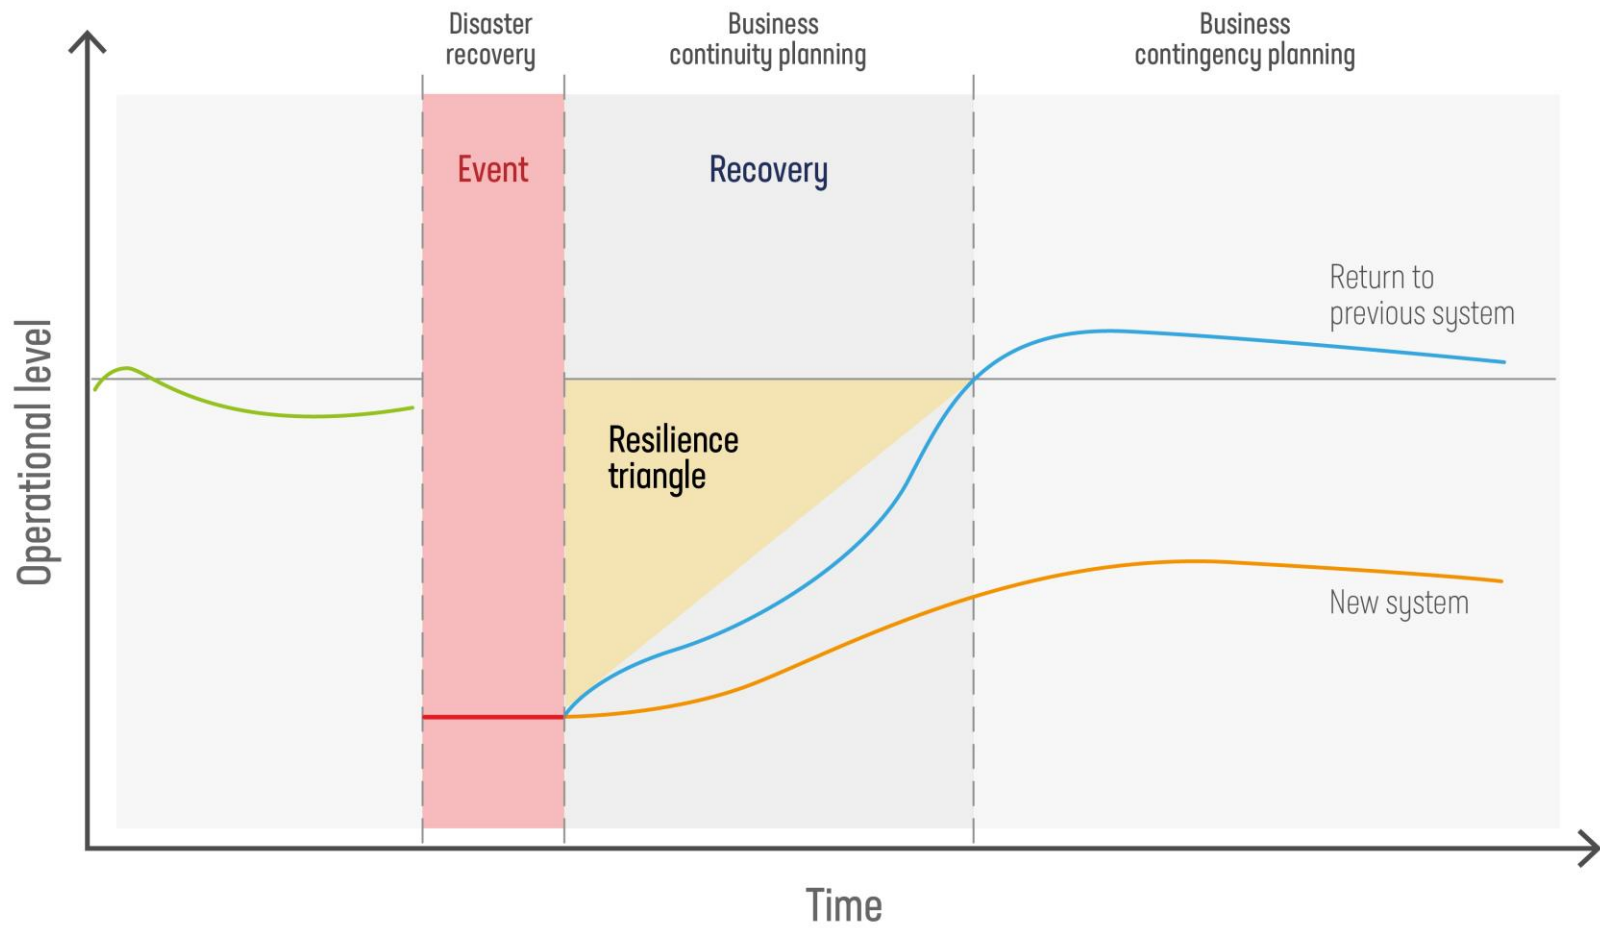 Disaster
recovery
Business
continuity planning
Business
contingency planning
Event
Recovery
Return to
previous system
Resilience
triangle
New system
Operational level
Time